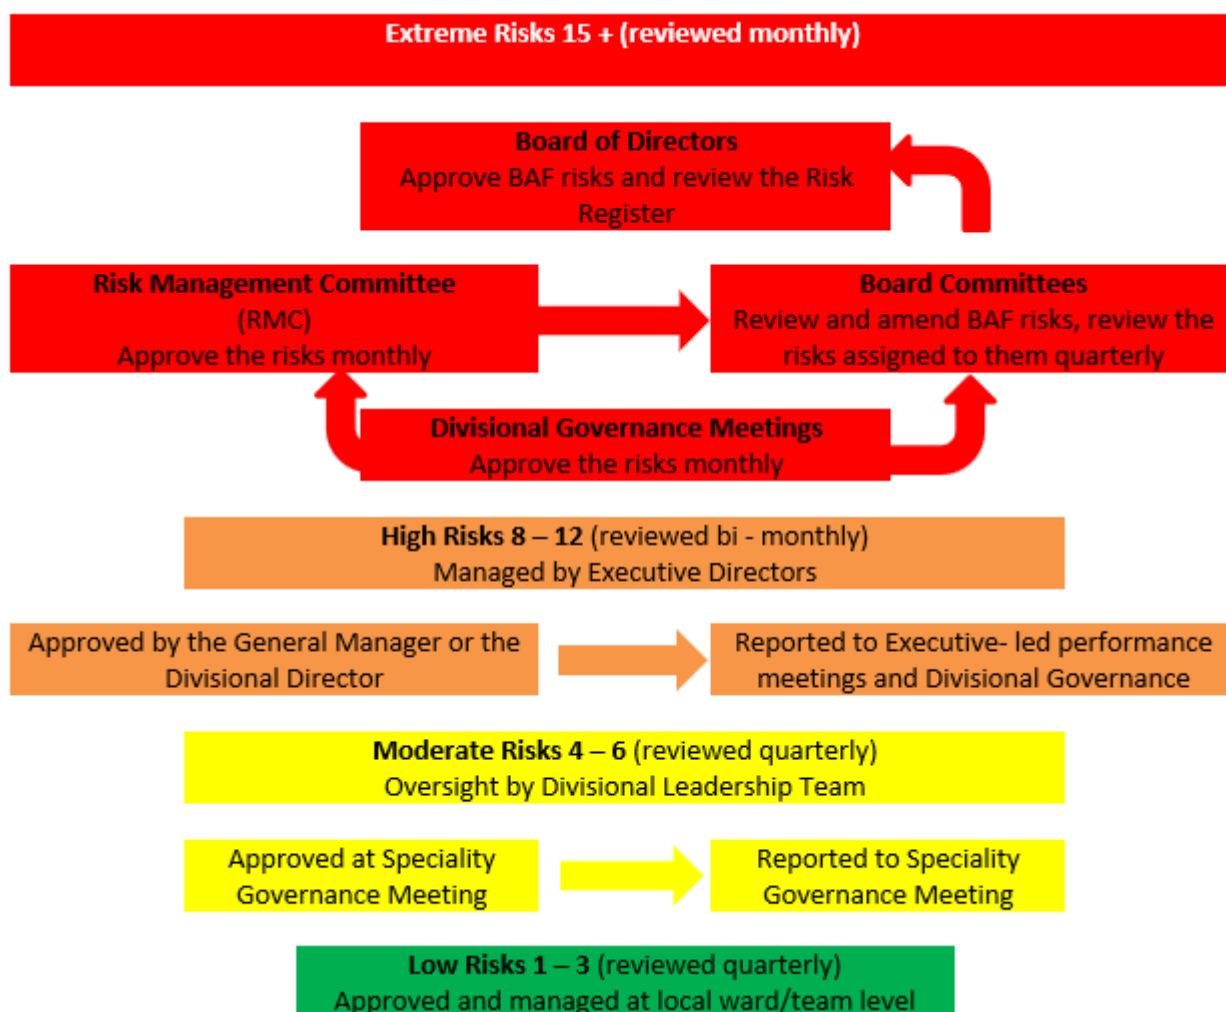 Extreme Risks 15 + (reviewed monthly)
Board of Directors
Approve BAF risks and review the Risk
Register
Risk Management Committee
(RMC)
Approve the risks monthly
Board Committees
Review and amend BAF risks, review the
risks assigned to them quarterly
Divisional Governance Meetings
Approve the risks monthly
High Risks 8 – 12 (reviewed bi - monthly)
Managed by Executive Directors
Approved by the General Manager or the
Divisional Director
Reported to Executive- led performance
meetings and Divisional Governance
Moderate Risks 4 – 6 (reviewed quarterly)
Oversight by Divisional Leadership Team
Approved at Speciality
Governance Meeting
Reported to Speciality
Governance Meeting
Low Risks 1 – 3 (reviewed quarterly)
Approved and managed at local ward/team level